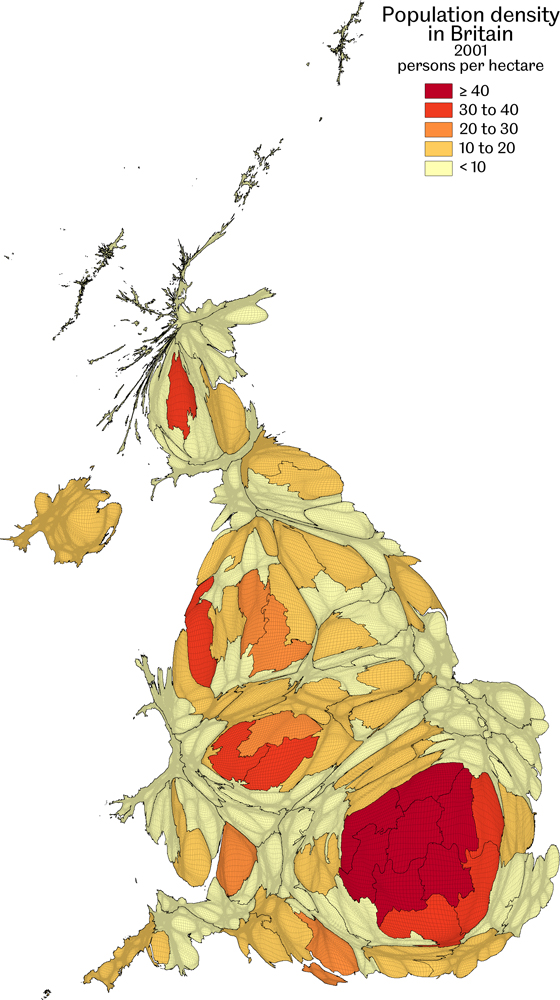 Population density
in Britain
2001
persons per hectare
≥ 40
30 to 40
20 to 30
10 to 20
< 10